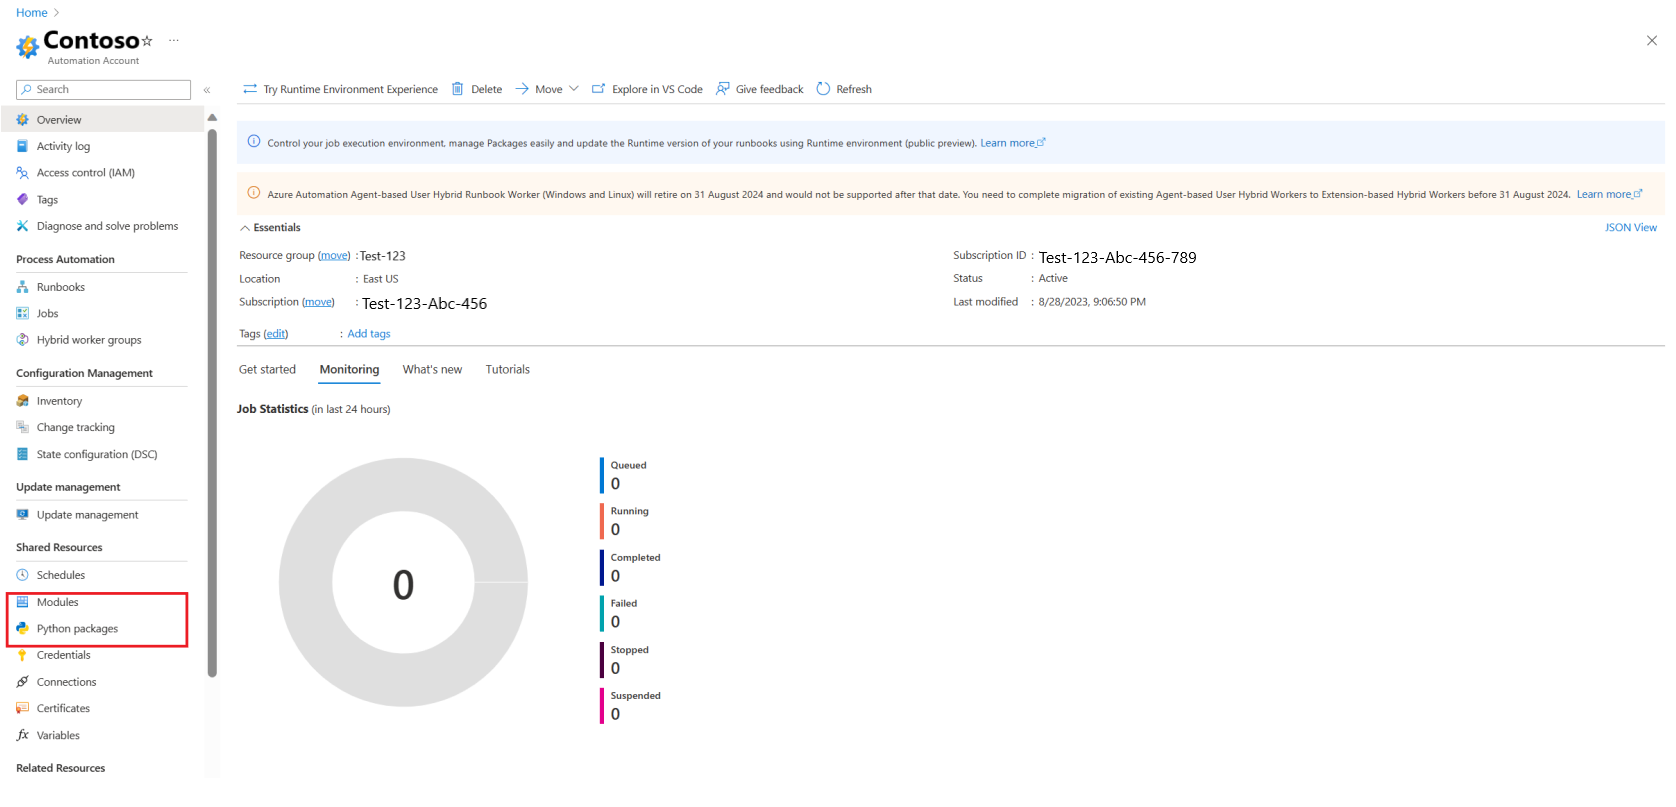 Home
Contoso
Automation Account
Search
Overview
Activity log
Access control (IAM)
Tags
Diagnose and solve problems
Process Automation
Runbooks
Jobs
Hybrid worker groups
Configuration Management
Inventory
Change tracking
State configuration (DSC)
Update management
Update management
Shared Resources
Schedules
Modules
Python packages
Credentials
Connections
Certificates
fx Variables
Related Resources
Try Runtime Environment Experience Delete Move Explore in VS Code Give feedback Refresh
Control your job execution environment, manage Packages easily and update the Runtime version of your runbooks using Runtime environment (public preview). Learn more
Azure Automation Agent-based User Hybrid Runbook Worker (Windows and Linux) will retire on 31 August 2024 and would not be supported after that date. You need to complete migration of existing Agent-based User Hybrid Workers to Extension-based Hybrid Workers before 31 August 2024. Learn more
Essentials JSON View
Resource group (move) : Test-123
Location : East US
Subscription (move) : Test-123-Abc-456
Subscription ID : Test-123-Abc-456-789
Status : Active
Last modified : 8/28/2023, 9:06:50 PM
Tags (edit) : Add tags
Get started Monitoring What's new Tutorials
Job Statistics (in last 24 hours)
0
Queued
0
Running
0
Completed
0
Failed
0
Stopped
0
Suspended
0